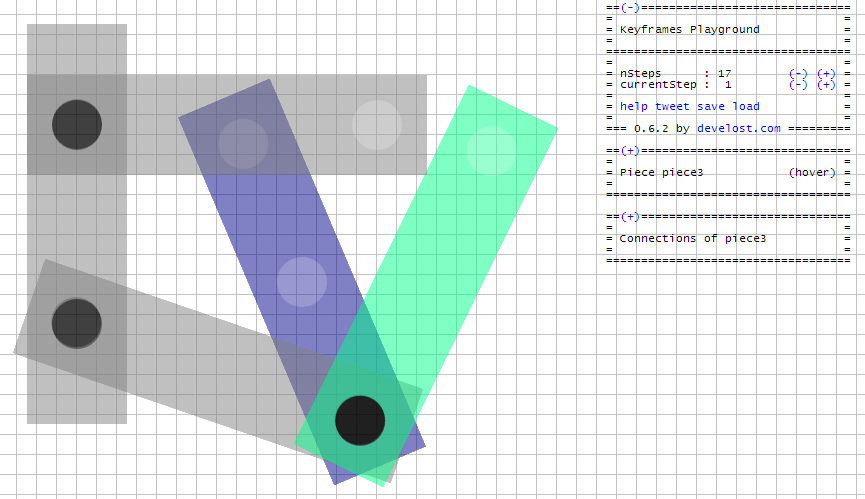 ==(-)==============================
=                                 =
= Keyframes Playground            =
=                                 =
===================================
=                                 =
= nSteps      : 17        (-) (+) =
= currentStep :  1        (-) (+) =
=                                 =
= help tweet save load            =
=                                 =
=== 0.6.2 by develost.com =========
==(+)==============================
=                                 =
= Piece piece3            (hover) =
=                                 =
===================================
==(+)==============================
=                                 =
= Connections of piece3           =
=                                 =
===================================